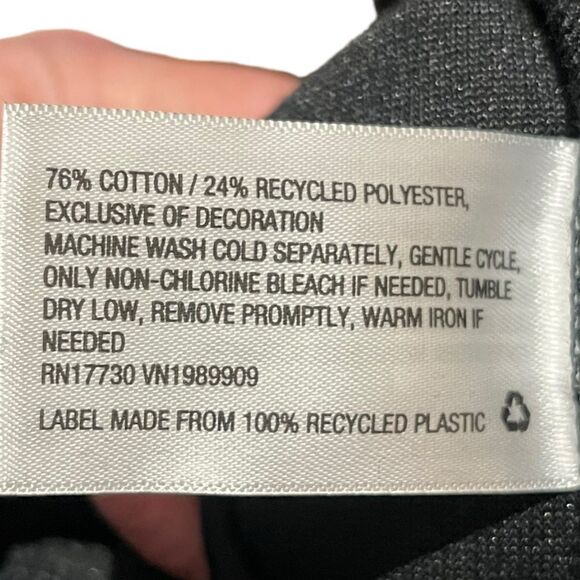 76% COTTON / 24% RECYCLED POLYESTER,
EXCLUSIVE OF DECORATION
MACHINE WASH COLD SEPARATELY, GENTLE CYCLE,
ONLY NON-CHLORINE BLEACH IF NEEDED, TUMBLE
DRY LOW, REMOVE PROMPTLY, WARM IRON IF
NEEDED
RN17730 VN1989909
LABEL MADE FROM 100% RECYCLED PLASTIC